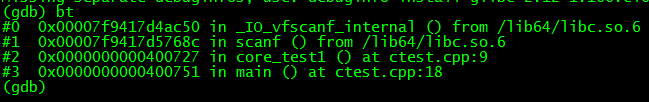 (gdb) bt
#0  0x00007f9417d4ac50 in _IO_vfscanf_internal () from /lib64/libc.so.6
#1  0x00007f9417d5768c in scanf () from /lib64/libc.so.6
#2  0x0000000000400727 in core_test1 () at ctest.cpp:9
#3  0x0000000000400751 in main () at ctest.cpp:18
(gdb)